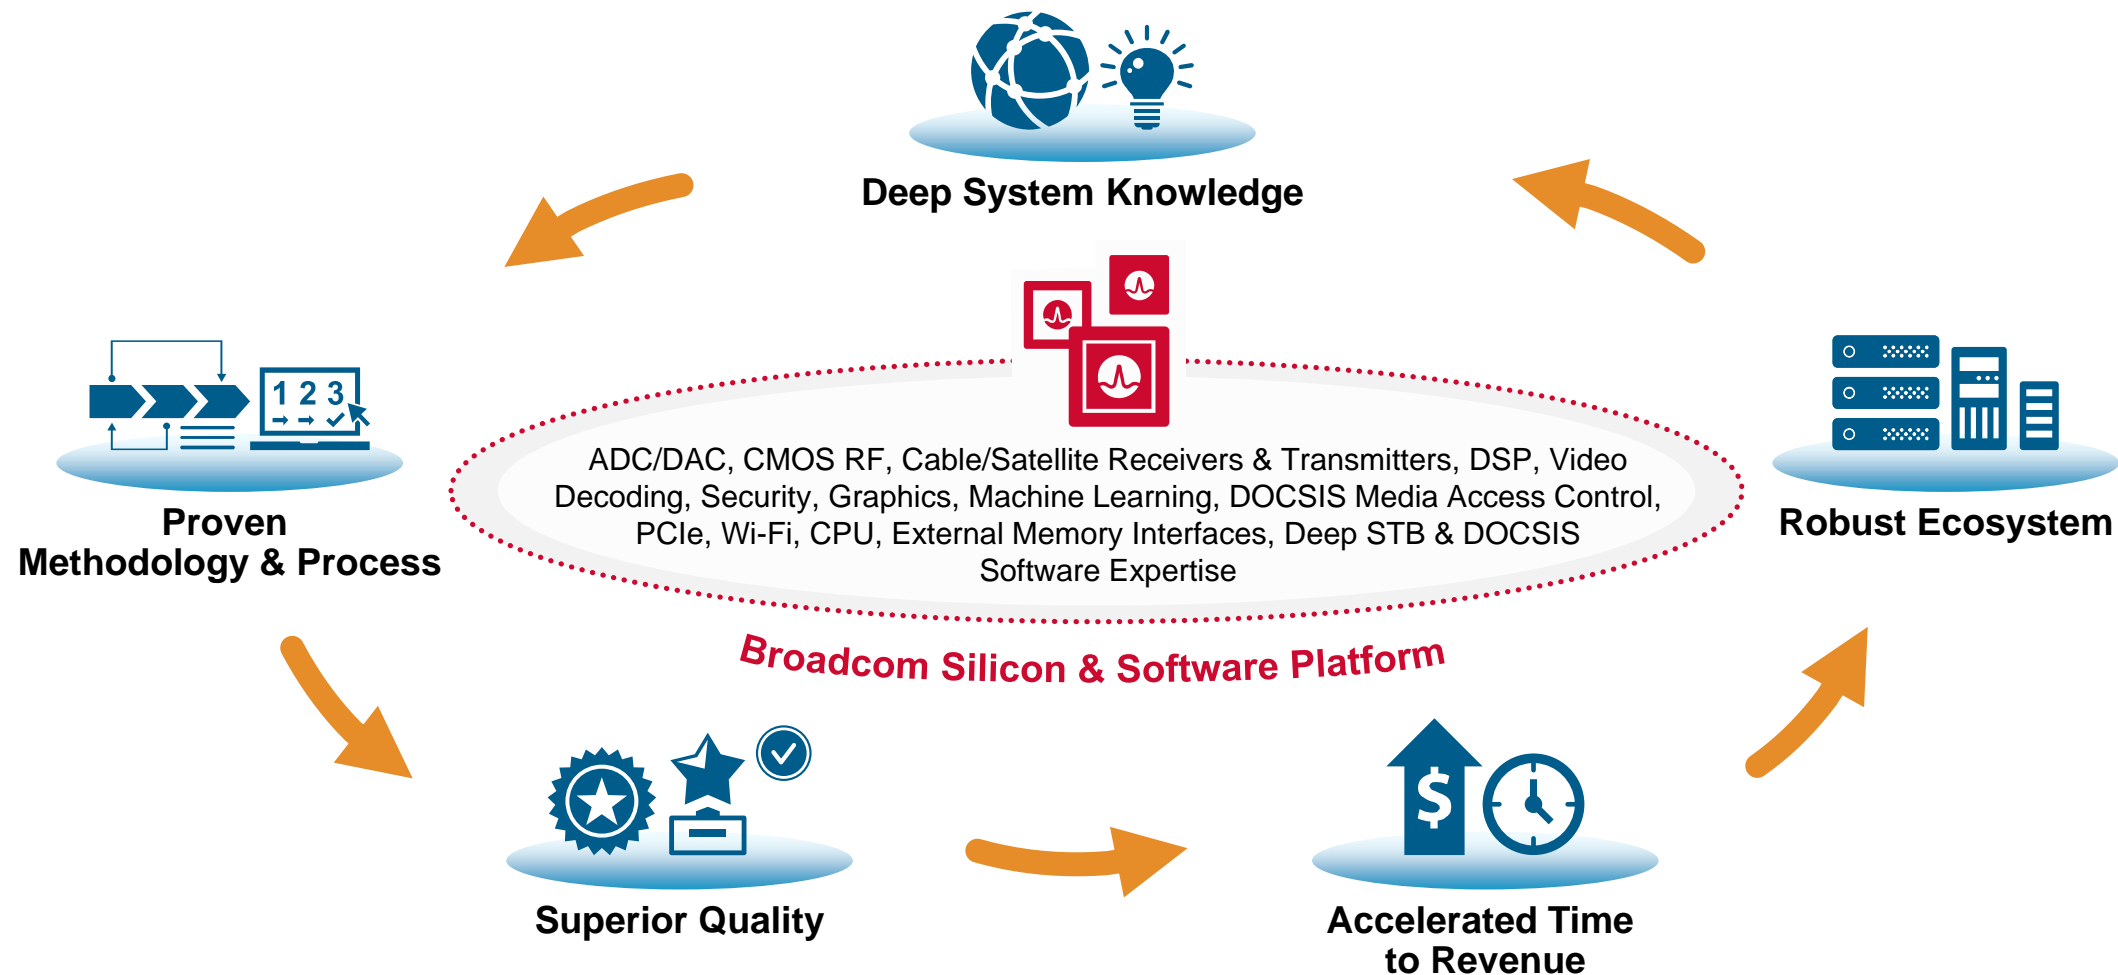 Deep System Knowledge
1 2 3
ADC/DAC, CMOS RF, Cable/Satellite Receivers & Transmitters, DSP, Video
Decoding, Security, Graphics, Machine Learning, DOCSIS Media Access Control,
PCIe, Wi-Fi, CPU, External Memory Interfaces, Deep STB & DOCSIS
Software Expertise
Proven
Methodology & Process
Robust Ecosystem
Broadcom Silicon & Software Platform
$
Superior Quality
Accelerated Time
to Revenue